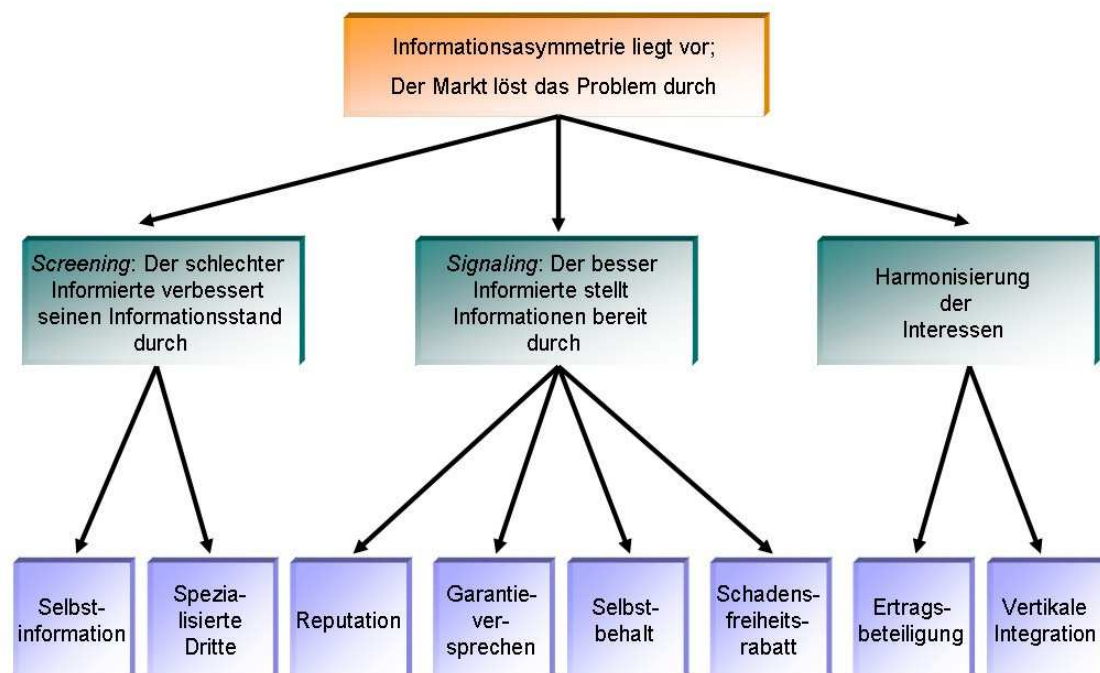 Informationsasymmetrie liegt vor;
Der Markt löst das Problem durch
Screening: Der schlechter
Informierte verbessert
seinen Informationsstand
durch
Signaling: Der besser
Informierte stellt
Informationen bereit
durch
Harmonisierung
der
Interessen
Selbst-
information
Spezia-
lisierte
Dritte
Reputation
Garantie-
ver-
sprechen
Selbst-
behalt
Schadens-
freiheits-
rabatt
Ertrags-
beteiligung
Vertikale
Integration